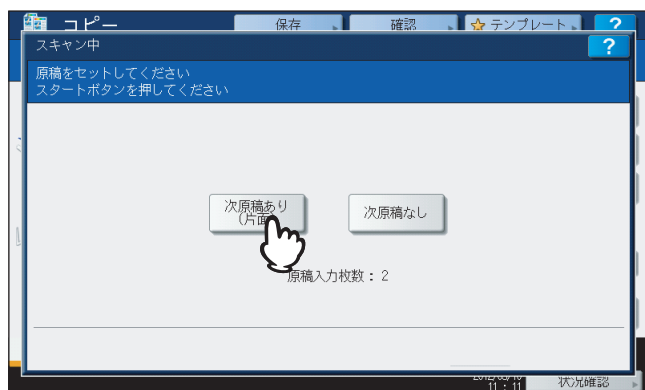 コピー
保存
確認
テンプレート
?
スキャン中
?
原稿をセットしてください
スタートボタンを押してください
次原稿あり
(片面)
次原稿なし
原稿入力枚数： 2
11 : 11
状況確認